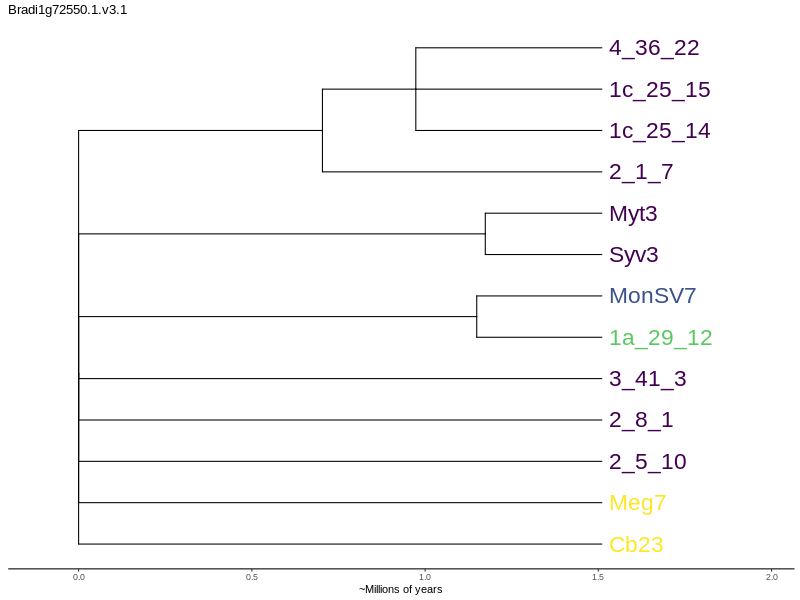 Bradi1g72550.1.v3.1
4_36_22
1c_25_15
1c_25_14
2_1_7
Myt3
Syv3
MonSV7
1a_29_12
3_41_3
2_8_1
2_5_10
Meg7
Cb23
0.0 0.5 1.0 1.5 2.0
~Millions of years